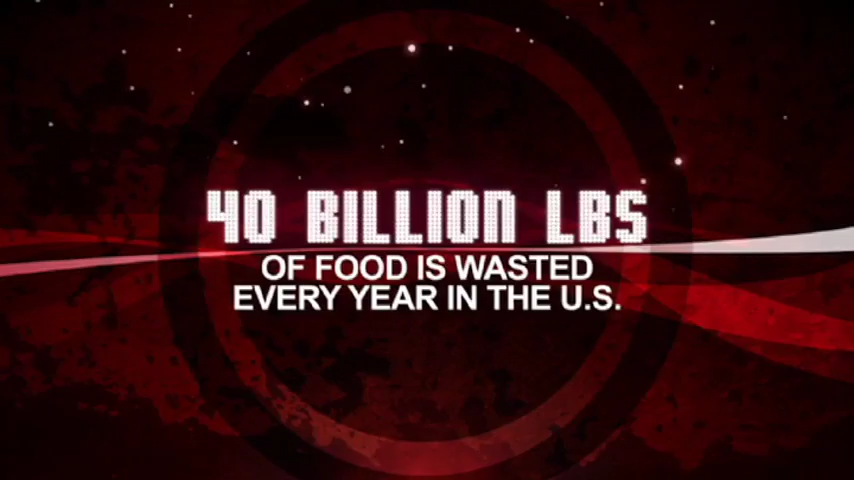 40 BILLION LBS
OF FOOD IS WASTED
EVERY YEAR IN THE U.S.